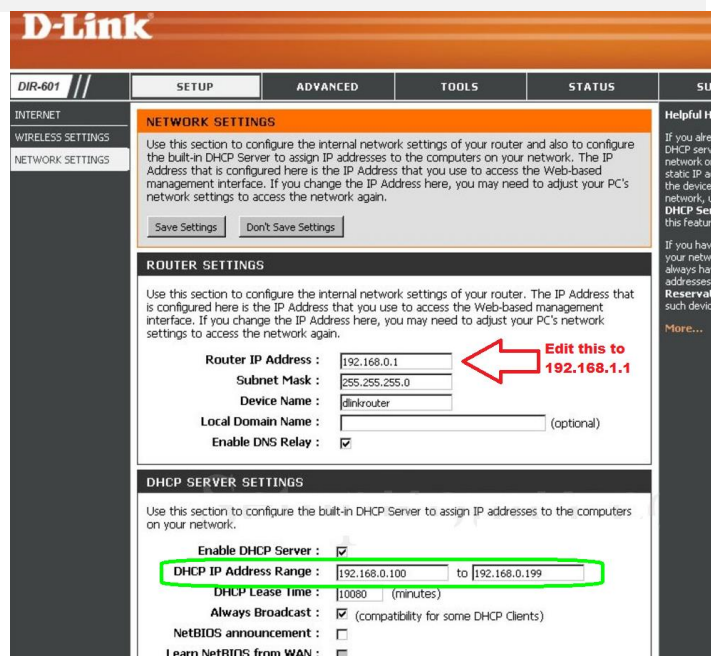 D-Link
DIR-601
SETUP
ADVANCED
TOOLS
STATUS
INTERNET
WIRELESS SETTINGS
NETWORK SETTINGS
NETWORK SETTINGS
Use this section to configure the internal network settings of your router and also to configure
the built-in DHCP Server to assign IP addresses to the computers on your network. The IP
Address that is configured here is the IP Address that you use to access the Web-based
management interface. If you change the IP Address here, you may need to adjust your PC's
network settings to access the network again.
Save Settings
Don't Save Settings
ROUTER SETTINGS
Use this section to configure the internal network settings of your router. The IP Address that
is configured here is the IP Address that you use to access the Web-based management
interface. If you change the IP Address here, you may need to adjust your PC's network
settings to access the network again.
Router IP Address : 192.168.0.1
Edit this to
192.168.1.1
Subnet Mask : 255.255.255.0
Device Name : dlinkrouter
Local Domain Name : (optional)
Enable DNS Relay :
DHCP SERVER SETTINGS
Use this section to configure the built-in DHCP Server to assign IP addresses to the computers
on your network.
Enable DHCP Server :
DHCP IP Address Range : 192.168.0.100 to 192.168.0.199
DHCP Lease Time : 10080 (minutes)
Always Broadcast : (compatibility for some DHCP Clients)
NetBIOS announcement :
Learn NetBIOS from WAN :
Helpful
If you
DHCP
network
static IP
the device
network,
DHCP
this
If you
your
always
addresses
such
More...